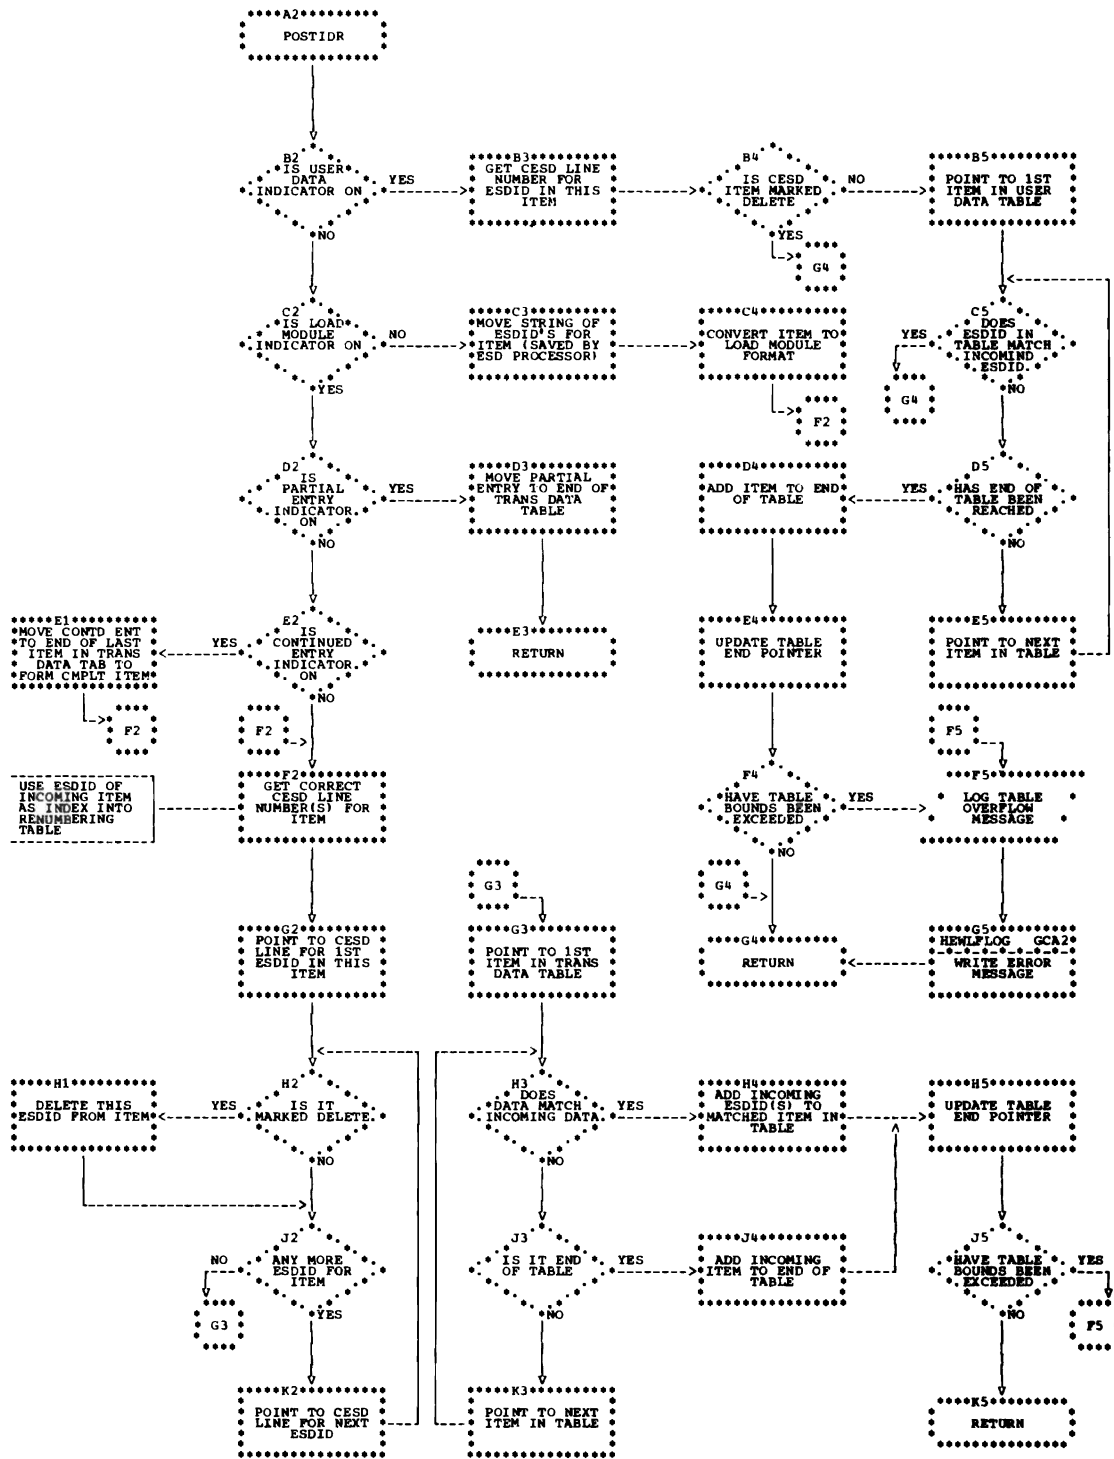 A2
POSTIDR
B2
IS USER
DATA
INDICATOR ON
YES
NO
B3
GET CESD LINE
NUMBER FOR
ESDID IN THIS
ITEM
B4
IS CESD
ITEM MARKED
DELETE
NO
YES
G4
B5
POINT TO 1ST
ITEM IN USER
DATA TABLE
C2
IS LOAD
MODULE
INDICATOR ON
NO
YES
C3
MOVE STRING OF
ESDID'S FOR
ITEM (SAVED BY
ESD PROCESSOR)
C4
CONVERT ITEM TO
LOAD MODULE
FORMAT
F2
C5
DOES
ESDID IN
TABLE MATCH
INCOMIND
ESDID.
YES
NO
G4
D2
IS
PARTIAL
ENTRY
INDICATOR
ON
YES
NO
D3
MOVE PARTIAL
ENTRY TO END OF
TRANS DATA
TABLE
D4
ADD ITEM TO END
OF TABLE
D5
HAS END OF
TABLE BEEN
REACHED
YES
NO
E1
MOVE CONTD ENT
TO END OF LAST
ITEM IN TRANS
DATA TAB TO
FORM CMPLT ITEM
F2
E2
IS
CONTINUED
ENTRY
INDICATOR
ON
YES
NO
E3
RETURN
E4
UPDATE TABLE
END POINTER
E5
POINT TO NEXT
ITEM IN TABLE
F2
F5
USE ESDID OF
INCOMING ITEM
AS INDEX INTO
RENUMBERING
TABLE
F2
GET CORRECT
CESD LINE
NUMBER(S) FOR
ITEM
F4
HAVE TABLE
BOUNDS BEEN
EXCEEDED
YES
NO
F5
LOG TABLE
OVERFLOW
MESSAGE
G3
G4
G2
POINT TO CESD
LINE FOR 1ST
ESDID IN THIS
ITEM
G3
POINT TO 1ST
ITEM IN TRANS
DATA TABLE
G4
RETURN
G5
HEWLFLOG GCA2
WRITE ERROR
MESSAGE
H1
DELETE THIS
ESDID FROM ITEM
H2
IS IT
MARKED DELETE
YES
NO
H3
DOES
DATA MATCH
INCOMING DATA
YES
NO
H4
ADD INCOMING
ESDID(S) TO
MATCHED ITEM IN
TABLE
H5
UPDATE TABLE
END POINTER
J2
ANY MORE
ESDID FOR
ITEM
NO
YES
G3
J3
IS IT END
OF TABLE
YES
NO
J4
ADD INCOMING
ITEM TO END OF
TABLE
J5
HAVE TABLE
BOUNDS BEEN
EXCEEDED
YES
NO
F5
K2
POINT TO CESD
LINE FOR NEXT
ESDID
K3
POINT TO NEXT
ITEM IN TABLE
K5
RETURN